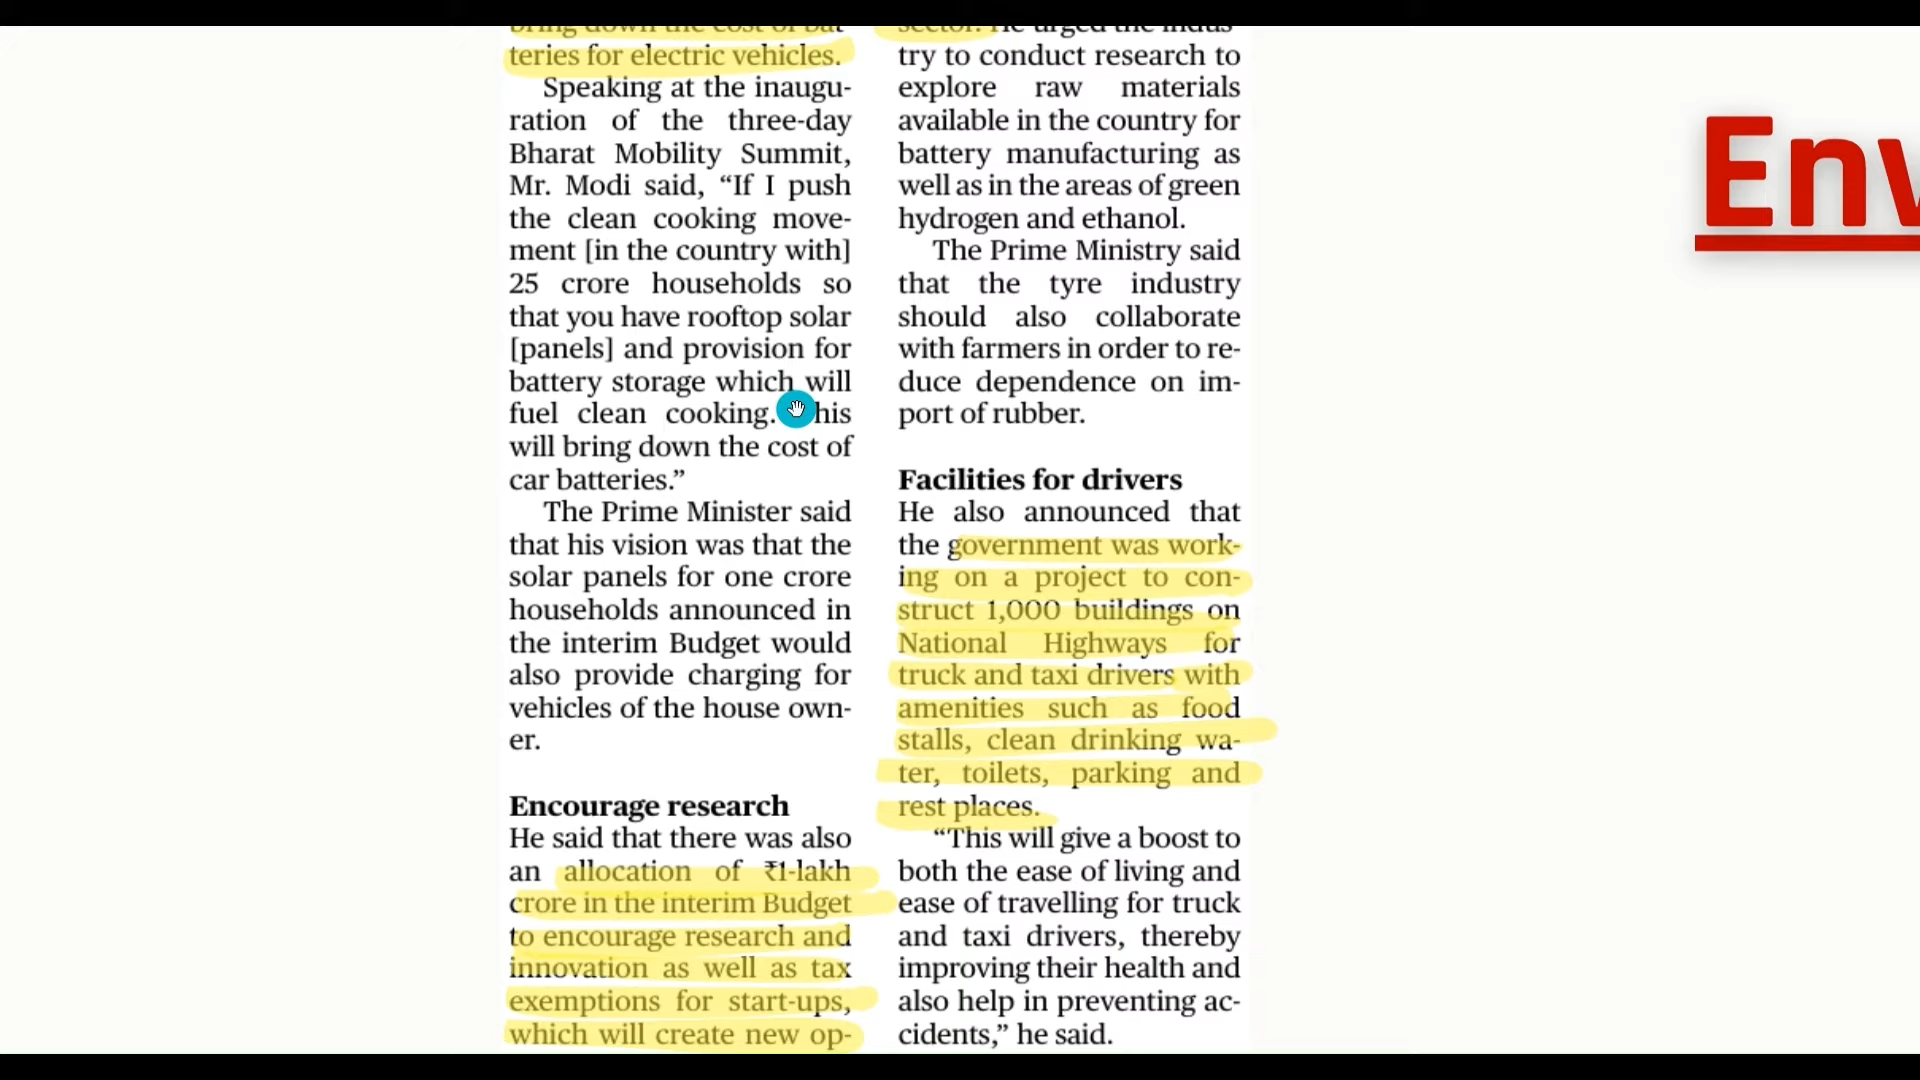 bring down the cost of bat-
teries for electric vehicles.
Speaking at the inaugu-
ration of the three-day
Bharat Mobility Summit,
Mr. Modi said, “If I push
the clean cooking move-
ment [in the country with]
25 crore households so
that you have rooftop solar
[panels] and provision for
battery storage which will
fuel clean cooking. his
will bring down the cost of
car batteries.”
The Prime Minister said
that his vision was that the
solar panels for one crore
households announced in
the interim Budget would
also provide charging for
vehicles of the house own-
er.
Encourage research
He said that there was also
an allocation of ₹1-lakh
crore in the interim Budget
to encourage research and
innovation as well as tax
exemptions for start-ups,
which will create new op-
sector. He urged the indus-
try to conduct research to
explore raw materials
available in the country for
battery manufacturing as
well as in the areas of green
hydrogen and ethanol.
The Prime Ministry said
that the tyre industry
should also collaborate
with farmers in order to re-
duce dependence on im-
port of rubber.
Facilities for drivers
He also announced that
the government was work-
ing on a project to con-
struct 1,000 buildings on
National Highways for
truck and taxi drivers with
amenities such as food
stalls, clean drinking wa-
ter, toilets, parking and
rest places.
“This will give a boost to
both the ease of living and
ease of travelling for truck
and taxi drivers, thereby
improving their health and
also help in preventing ac-
cidents,” he said.
Env